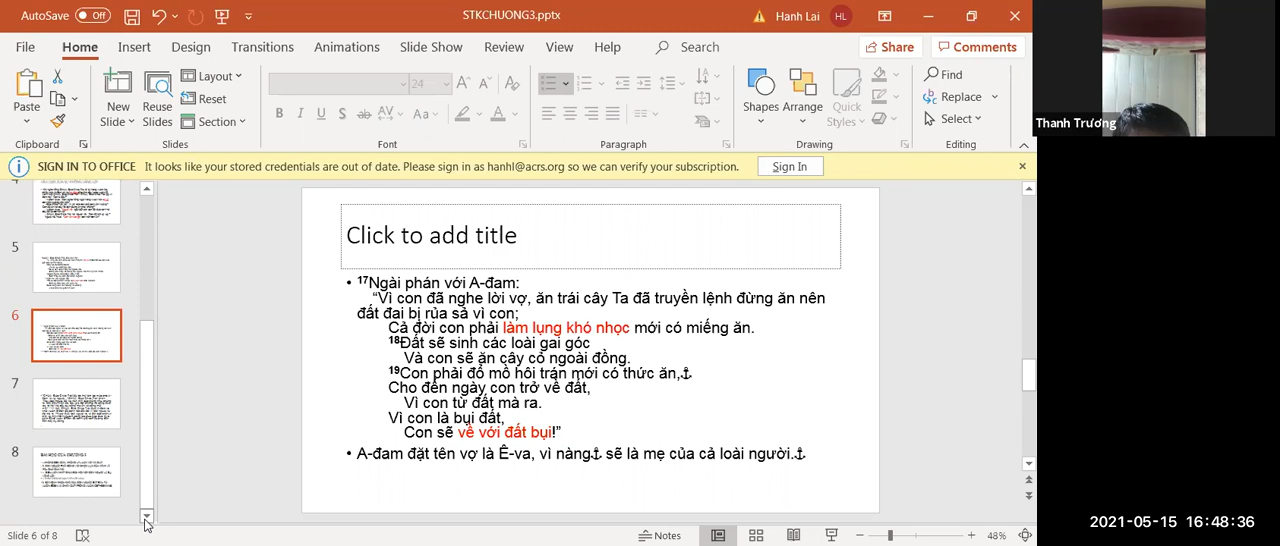 AutoSave Off
STKCHUONG3.pptx
Hanh Lai HL
File Home Insert Design Transitions Animations Slide Show Review View Help Search Share Comments
Paste
New Slide
Reuse Slides
Layout
Reset
Section
24
Shapes Arrange Quick Styles
Find
Replace
Select
Clipboard Slides Font Paragraph Drawing Editing
SIGN IN TO OFFICE It looks like your stored credentials are out of date. Please sign in as hanhl@acrs.org so we can verify your subscription. Sign In
Thanh Trương
4
5
6
7
8
Click to add title
• 17Ngài phán với A-đam:
“Vì con đã nghe lời vợ, ăn trái cây Ta đã truyền lệnh đừng ăn nên
đất đai bị rủa sả vì con;
Cả đời con phải làm lụng khó nhọc mới có miếng ăn.
18Đất sẽ sinh các loài gai góc
Và con sẽ ăn cây cỏ ngoài đồng.
19Con phải đổ mồ hôi trán mới có thức ăn,⚓
Cho đến ngày con trở về đất,
Vì con từ đất mà ra.
Vì con là bụi đất,
Con sẽ về với đất bụi!”
• A-đam đặt tên vợ là Ê-va, vì nàng⚓ sẽ là mẹ của cả loài người.⚓
Slide 6 of 8
Notes
48%
2021-05-15 16:48:36